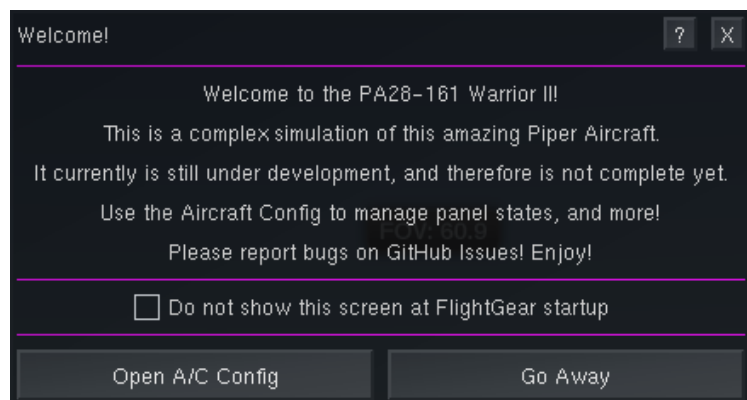 Welcome!
? X
Welcome to the PA28-161 Warrior II!
This is a complex simulation of this amazing Piper Aircraft.
It currently is still under development, and therefore is not complete yet.
Use the Aircraft Config to manage panel states, and more!
FOV: 60.9
Please report bugs on GitHub Issues! Enjoy!
Do not show this screen at FlightGear startup
Open A/C Config Go Away